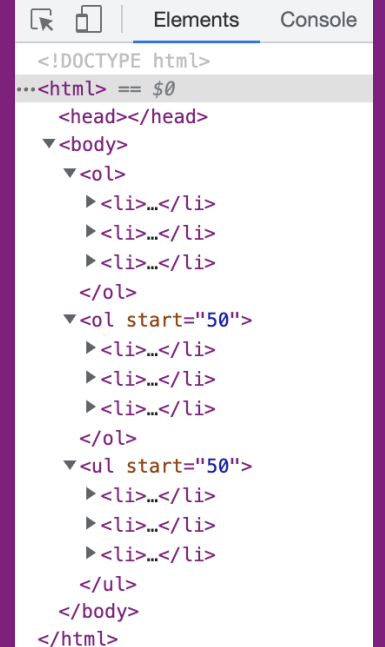 Elements Console
<!DOCTYPE html>
…<html> == $0
<head></head>
<body>
<ol>
<li>…</li>
<li>…</li>
<li>…</li>
</ol>
<ol start="50">
<li>…</li>
<li>…</li>
<li>…</li>
</ol>
<ul start="50">
<li>…</li>
<li>…</li>
<li>…</li>
</ul>
</body>
</html>